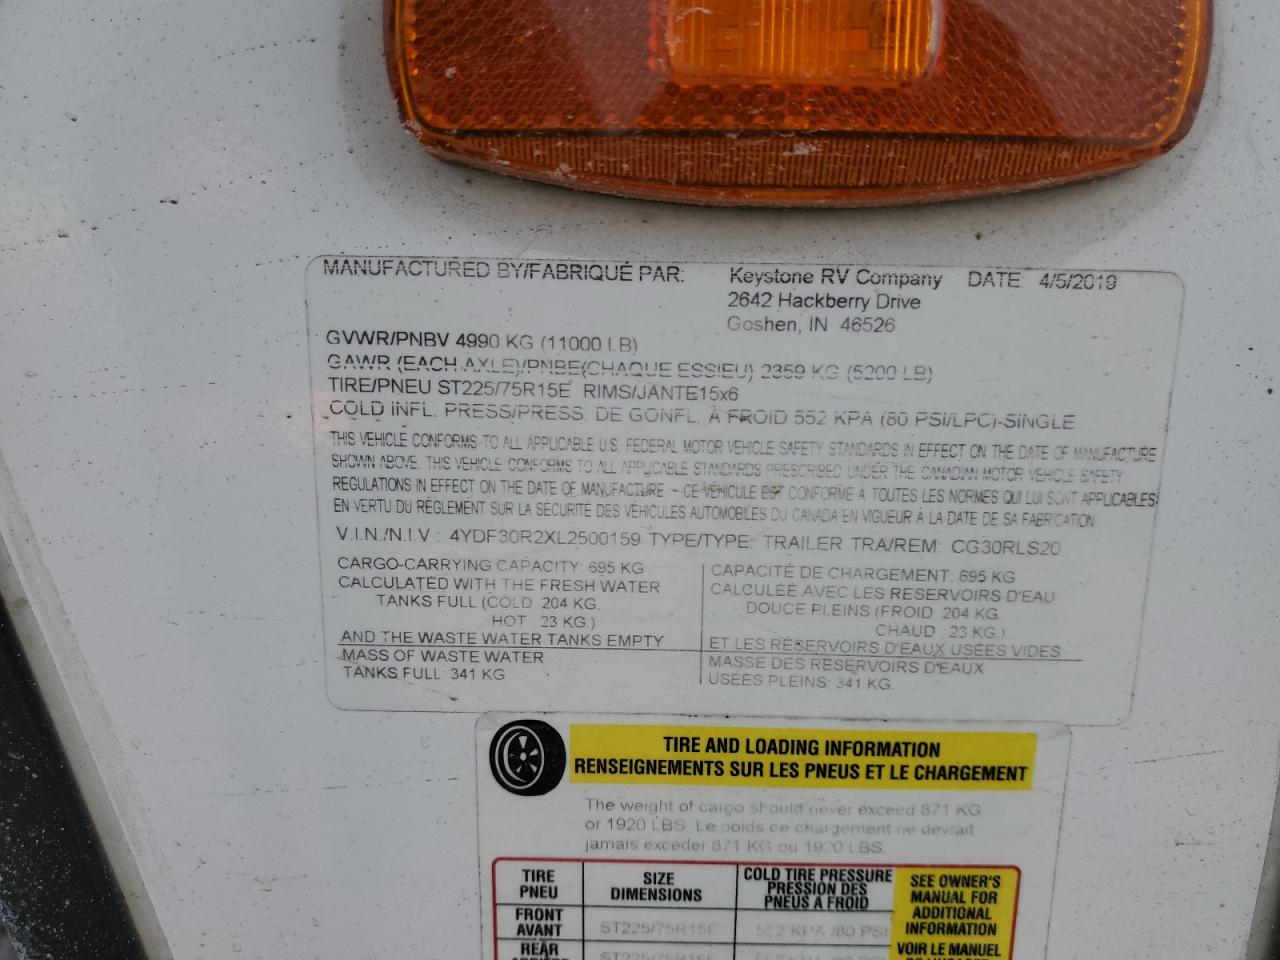 MANUFACTURED BY/FABRIQUÉ PAR: Keystone RV Company DATE: 4/5/2019
2642 Hackberry Drive
Goshen, IN 46526
GVWR/PNBV 4990 KG (11000 LB)
GAWR (EACH AXLE)/PNBE(CHAQUE ESSIEU) 2359 KG (5200 LB)
TIRE/PNEU ST225/75R15E RIMS/JANTE15x6
COLD INFL. PRESS/PRESS. DE GONFL. À FROID 552 KPA (80 PSI/LPC)-SINGLE
THIS VEHICLE CONFORMS TO ALL APPLICABLE U.S. FEDERAL MOTOR VEHICLE SAFETY STANDARDS IN EFFECT ON THE DATE OF MANUFACTURE
SHOWN ABOVE. THIS VEHICLE CONFORMS TO ALL APPLICABLE STANDARDS PRESCRIBED UNDER THE CANADIAN MOTOR VEHICLE SAFETY
REGULATIONS IN EFFECT ON THE DATE OF MANUFACTURE. - CE VÉHICULE EST CONFORME À TOUTES LES NORMES QUI LUI SONT APPLICABLES
EN VERTU DU RÈGLEMENT SUR LA SÉCURITÉ DES VÉHICULES AUTOMOBILES DU CANADA EN VIGUEUR À LA DATE DE SA FABRICATION
V.I.N./N.I.V : 4YDF30R2XL2500159 TYPE/TYPE: TRAILER TRA/REM: CG30RLS20
CARGO-CARRYING CAPACITY: 695 KG
CALCULATED WITH THE FRESH WATER
TANKS FULL (COLD 204 KG.
HOT 23 KG.)
AND THE WASTE WATER TANKS EMPTY
MASS OF WASTE WATER
TANKS FULL: 341 KG
CAPACITÉ DE CHARGEMENT: 695 KG
CALCULÉE AVEC LES RÉSERVOIRS D'EAU
DOUCE PLEINS (FROID 204 KG.
CHAUD 23 KG.)
ET LES RÉSERVOIRS D'EAUX USÉES VIDES
MASSE DES RÉSERVOIRS D'EAUX
USÉES PLEINS: 341 KG.
TIRE AND LOADING INFORMATION
RENSEIGNEMENTS SUR LES PNEUS ET LE CHARGEMENT
The weight of cargo should never exceed 871 KG
or 1920 LBS. Le poids de chargement ne devrait
jamais excéder 871 KG ou 1920 LBS.
TIRE
PNEU
SIZE
DIMENSIONS
COLD TIRE PRESSURE
PRESSION DES
PNEUS A FROID
SEE OWNER'S
MANUAL FOR
ADDITIONAL
INFORMATION
VOIR LE MANUEL
FRONT
AVANT
ST225/75R15E
552 KPA /80 PSI
REAR
ST225/75R15E